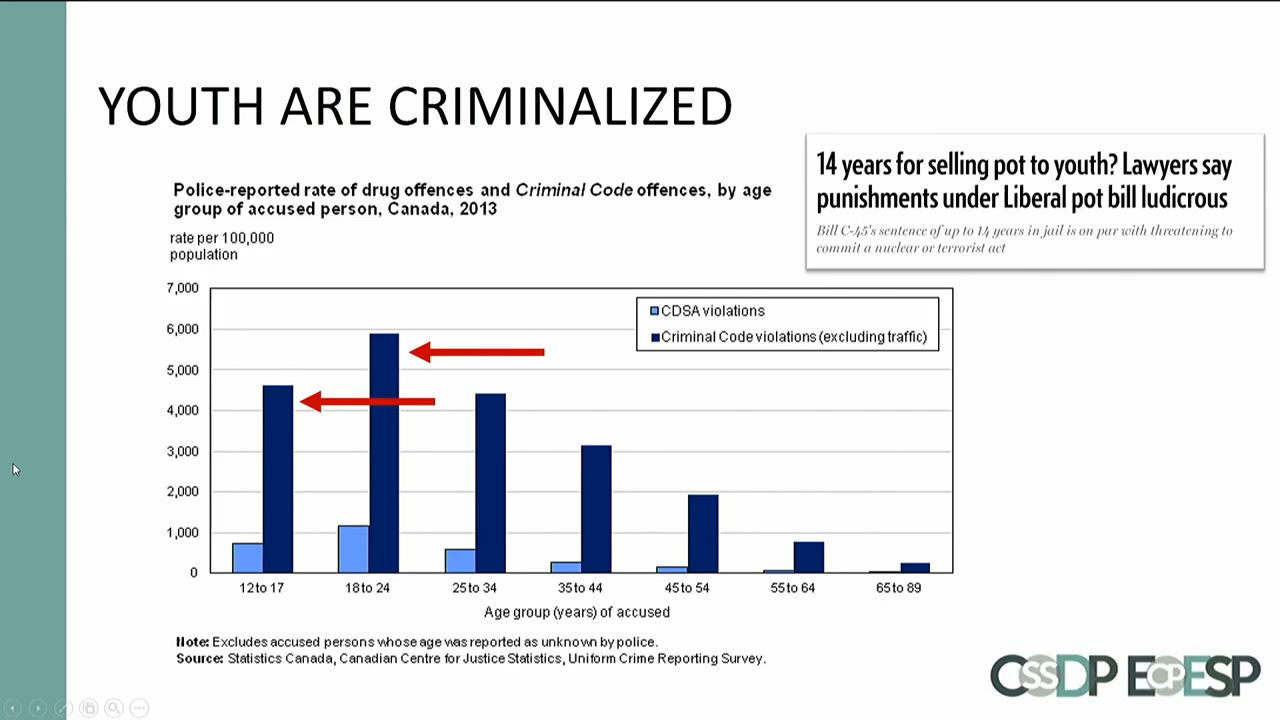 YOUTH ARE CRIMINALIZED
14 years for selling pot to youth? Lawyers say
punishments under Liberal pot bill ludicrous
Bill C-45's sentence of up to 14 years in jail is on par with threatening to
commit a nuclear or terrorist act
Police-reported rate of drug offences and Criminal Code offences, by age
group of accused person, Canada, 2013
rate per 100,000
population
7,000
6,000
5,000
4,000
3,000
2,000
1,000
0
CDSA violations
Criminal Code violations (excluding traffic)
12 to 17
18 to 24
25 to 34
35 to 44
45 to 54
55 to 64
65 to 89
Age group (years) of accused
Note: Excludes accused persons whose age was reported as unknown by police.
Source: Statistics Canada, Canadian Centre for Justice Statistics, Uniform Crime Reporting Survey.
CSSDP ECPESP